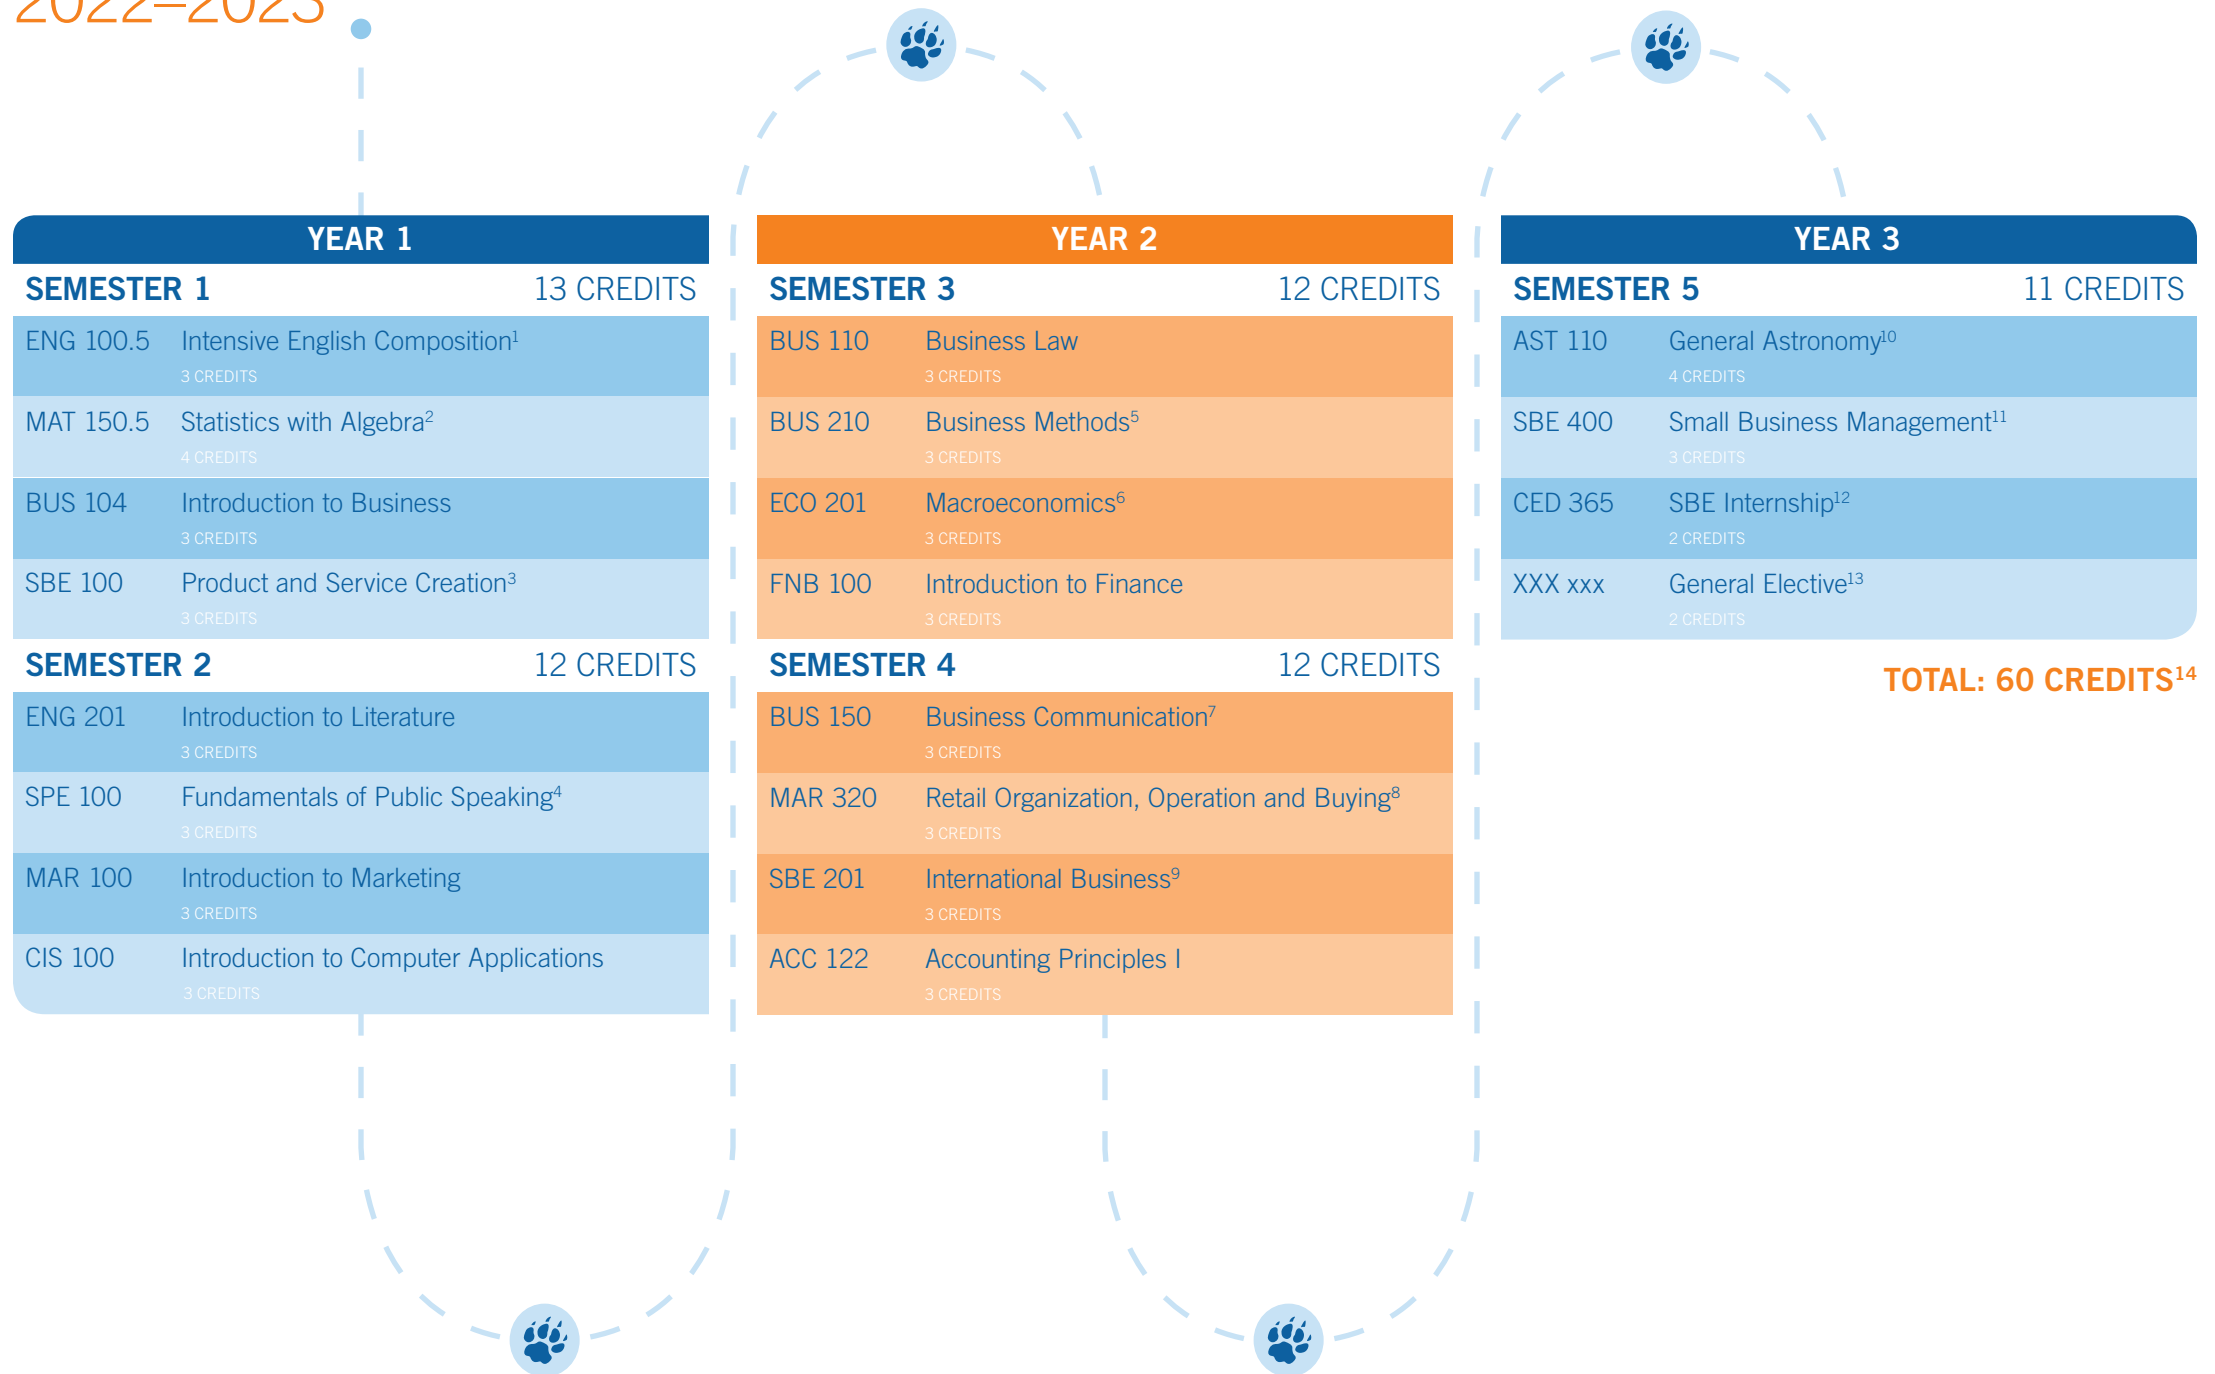 2022–2023
YEAR 1
SEMESTER 1 13 CREDITS
ENG 100.5 Intensive English Composition¹
3 CREDITS
MAT 150.5 Statistics with Algebra²
4 CREDITS
BUS 104 Introduction to Business
3 CREDITS
SBE 100 Product and Service Creation³
3 CREDITS
SEMESTER 2 12 CREDITS
ENG 201 Introduction to Literature
3 CREDITS
SPE 100 Fundamentals of Public Speaking⁴
3 CREDITS
MAR 100 Introduction to Marketing
3 CREDITS
CIS 100 Introduction to Computer Applications
3 CREDITS
YEAR 2
SEMESTER 3 12 CREDITS
BUS 110 Business Law
3 CREDITS
BUS 210 Business Methods⁵
3 CREDITS
ECO 201 Macroeconomics⁶
3 CREDITS
FNB 100 Introduction to Finance
3 CREDITS
SEMESTER 4 12 CREDITS
BUS 150 Business Communication⁷
3 CREDITS
MAR 320 Retail Organization, Operation and Buying⁸
3 CREDITS
SBE 201 International Business⁹
3 CREDITS
ACC 122 Accounting Principles I
3 CREDITS
YEAR 3
SEMESTER 5 11 CREDITS
AST 110 General Astronomy¹⁰
4 CREDITS
SBE 400 Small Business Management¹¹
3 CREDITS
CED 365 SBE Internship¹²
2 CREDITS
XXX xxx General Elective¹³
2 CREDITS
TOTAL: 60 CREDITS¹⁴